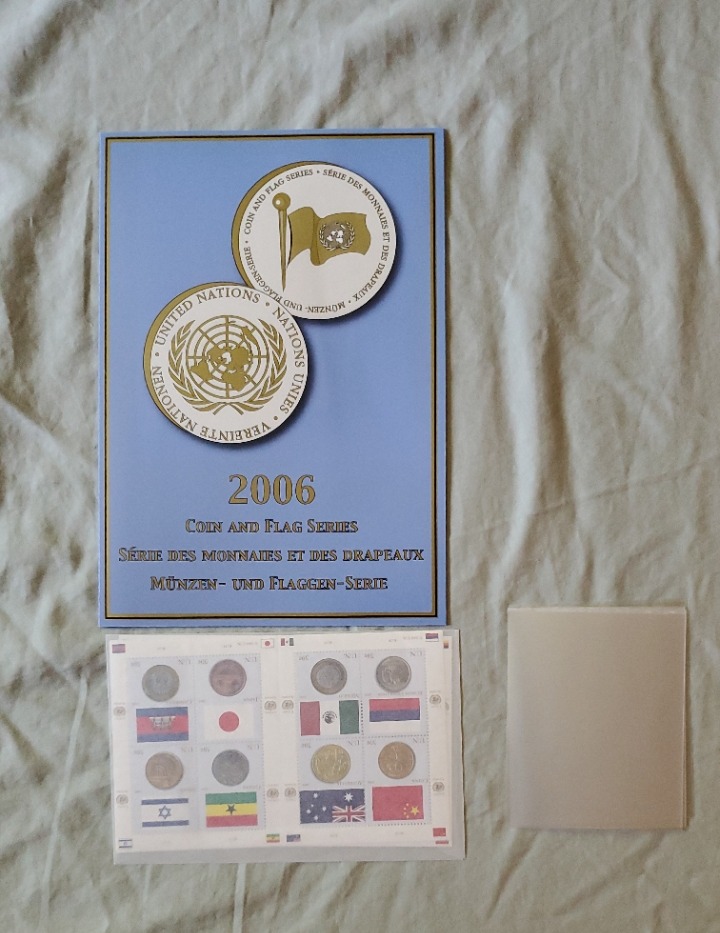 COIN AND FLAG SERIES • SÉRIE DES MONNAIES ET DES DRAPEAUX • MÜNZEN- UND FLAGGEN-SERIE •
UNITED NATIONS • NATIONS UNIES • VEREINTE NATIONEN •
2006
COIN AND FLAG SERIES
SÉRIE DES MONNAIES ET DES DRAPEAUX
MÜNZEN- UND FLAGGEN-SERIE